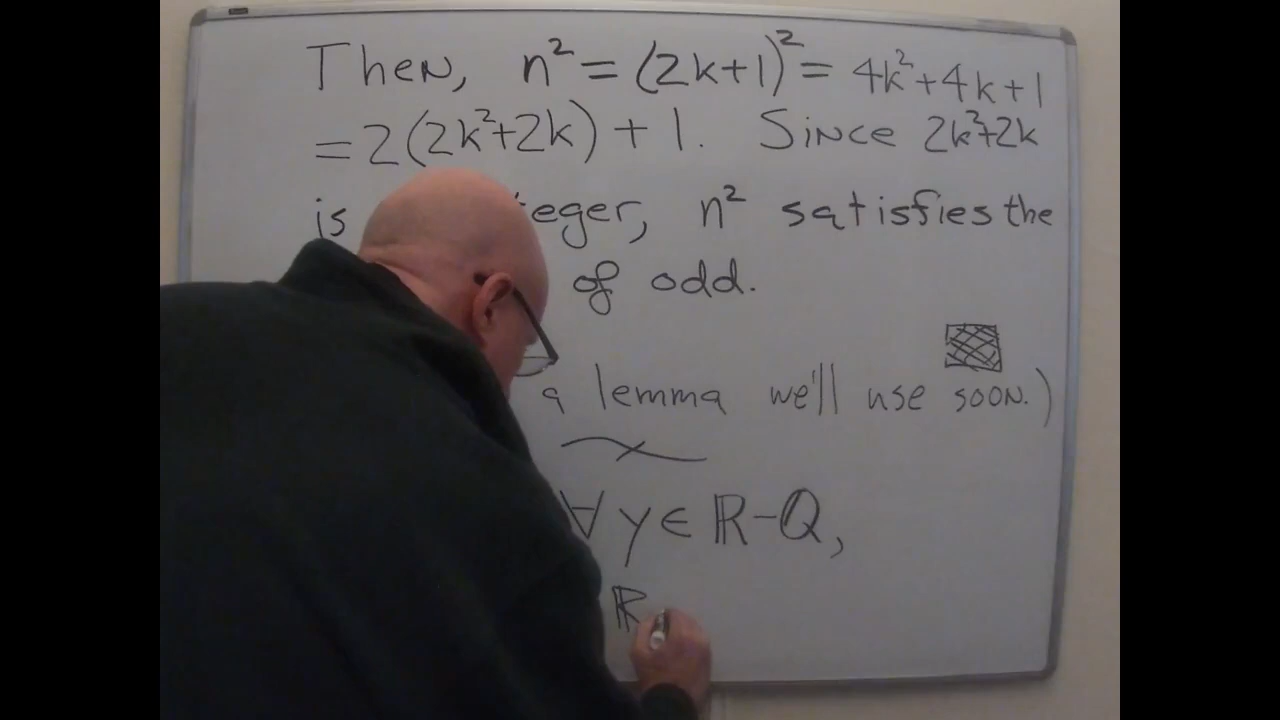 Then, n² = (2k+1)² = 4k²+4k+1
= 2(2k²+2k) + 1. Since 2k²+2k
is teger, n² satisfies the
of odd.
a lemma we'll use soon.)
∀ y ∈ ℝ-ℚ,
ℝ